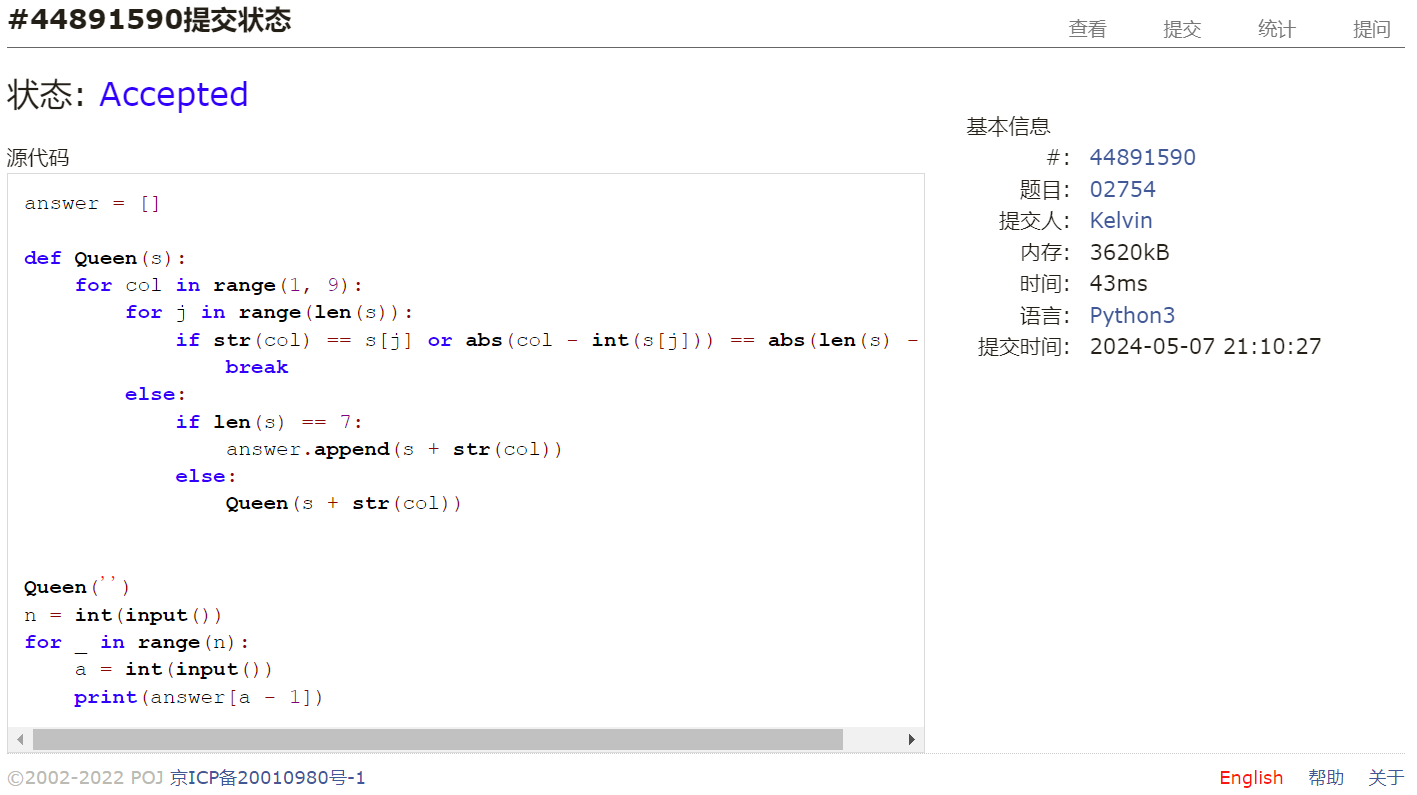 #44891590提交状态
查看 提交 统计 提问
状态: Accepted
源代码
answer = []
def Queen(s):
    for col in range(1, 9):
        for j in range(len(s)):
            if str(col) == s[j] or abs(col - int(s[j])) == abs(len(s) -
                break
        else:
            if len(s) == 7:
                answer.append(s + str(col))
            else:
                Queen(s + str(col))
Queen('')
n = int(input())
for _ in range(n):
    a = int(input())
    print(answer[a - 1])
基本信息
#: 44891590
题目: 02754
提交人: Kelvin
内存: 3620kB
时间: 43ms
语言: Python3
提交时间: 2024-05-07 21:10:27
©2002-2022 POJ 京ICP备20010980号-1
English 帮助 关于